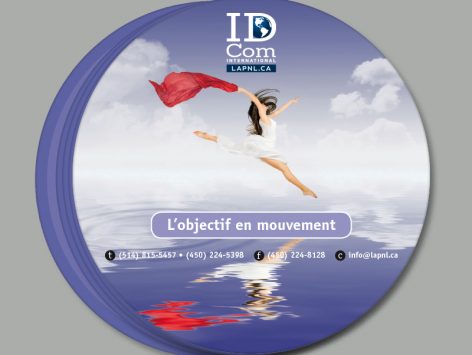 ID
Com
INTERNATIONAL
LAPNL.CA
L'objectif en mouvement
t (514) 815-5457 • (450) 224-5398 f (450) 224-8128 c info@lapnl.ca